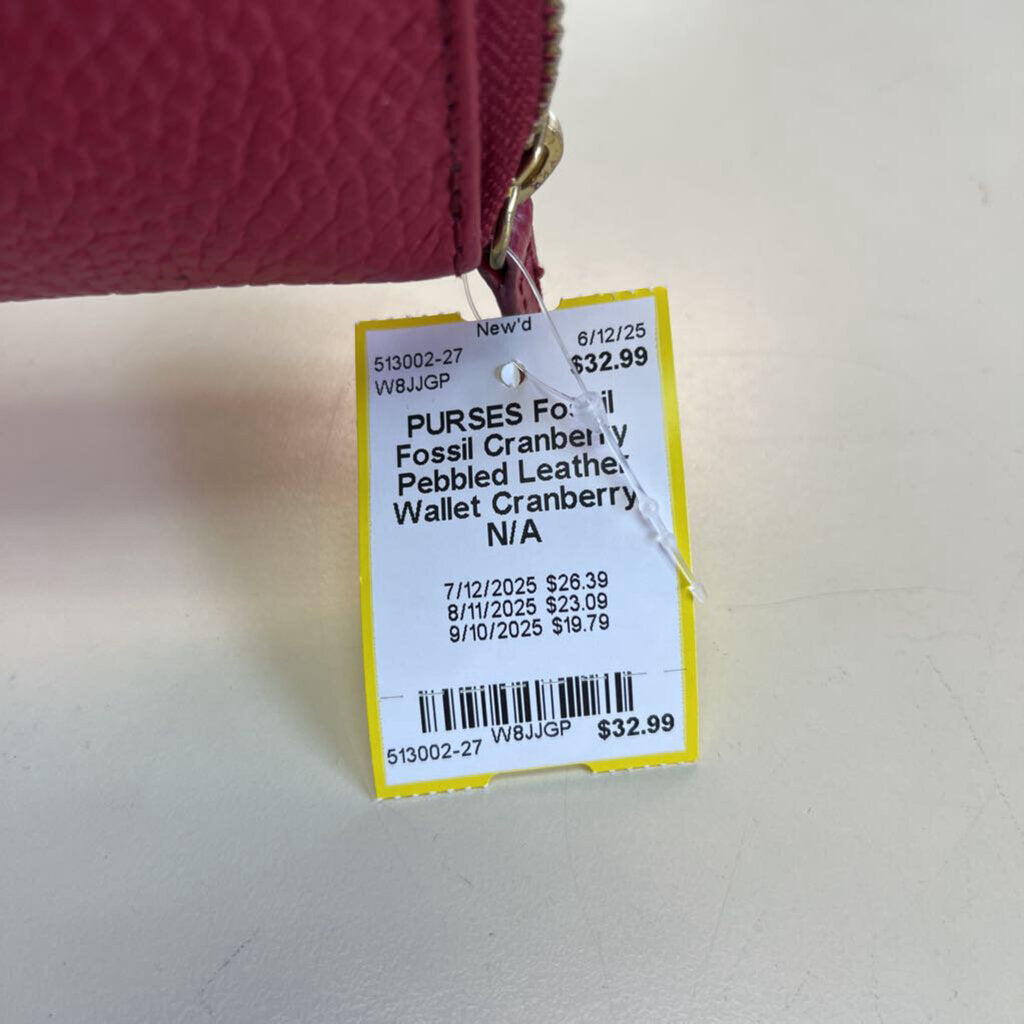 New'd
513002-27 6/12/25
W8JJGP $32.99
PURSES Fossil
Fossil Cranberry
Pebbled Leather
Wallet Cranberry
N/A
7/12/2025 $26.39
8/11/2025 $23.09
9/10/2025 $19.79
513002-27 W8JJGP $32.99